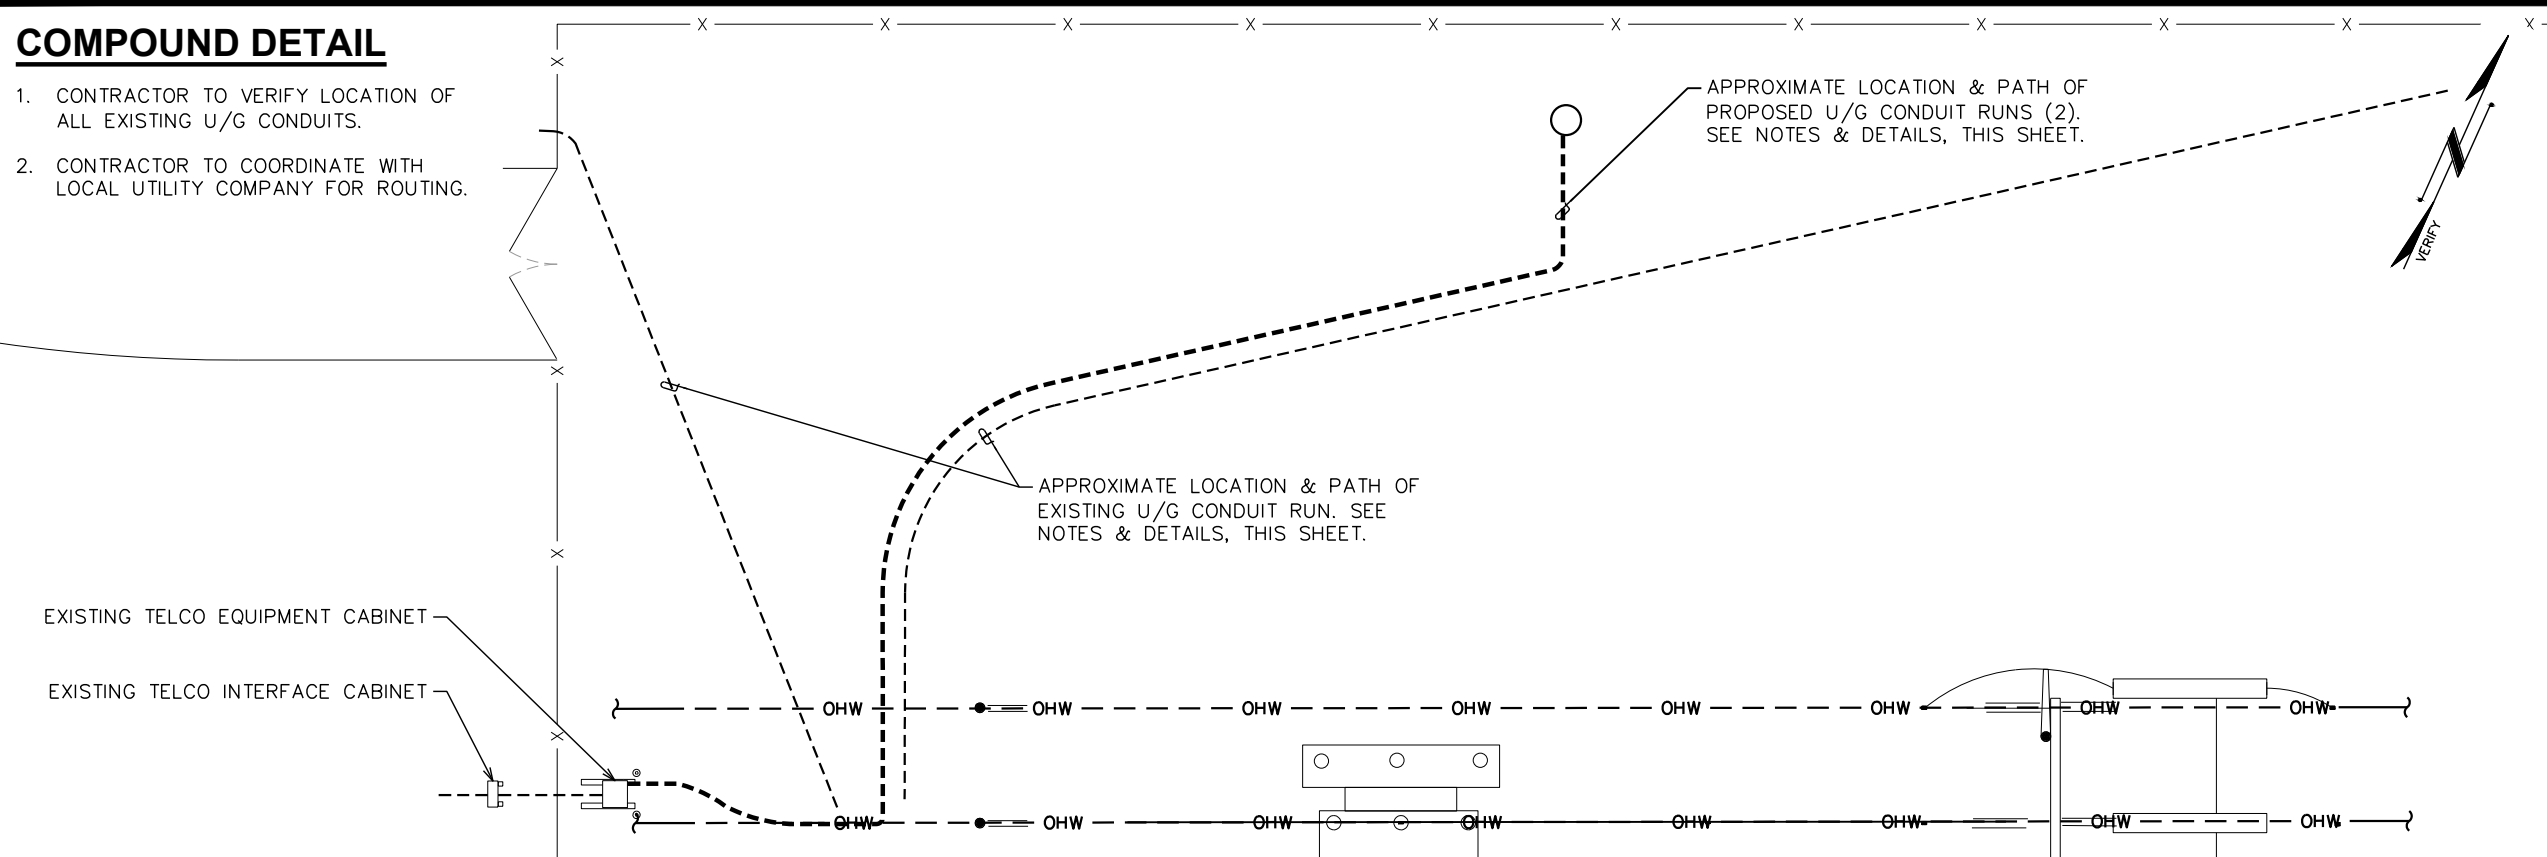 COMPOUND DETAIL
1. CONTRACTOR TO VERIFY LOCATION OF
ALL EXISTING U/G CONDUITS.
2. CONTRACTOR TO COORDINATE WITH
LOCAL UTILITY COMPANY FOR ROUTING.
X X X X X X X X X X X
X
APPROXIMATE LOCATION & PATH OF
PROPOSED U/G CONDUIT RUNS (2).
SEE NOTES & DETAILS, THIS SHEET.
N
VERIFY
X
APPROXIMATE LOCATION & PATH OF
EXISTING U/G CONDUIT RUN. SEE
NOTES & DETAILS, THIS SHEET.
X
EXISTING TELCO EQUIPMENT CABINET
EXISTING TELCO INTERFACE CABINET
X
OHW OHW OHW OHW OHW OHW OHW OHW
OHW OHW OHW OHW OHW OHW OHW OHW